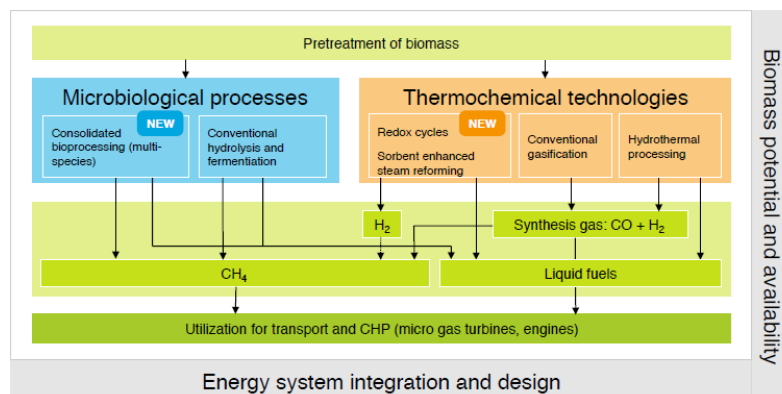 Pretreatment of biomass
Microbiological processes
NEW
Consolidated
bioprocessing (multi-
species)
Conventional
hydrolysis and
fermentation
Thermochemical technologies
NEW
Redox cycles
Sorbent enhanced
steam reforming
Conventional
gasification
Hydrothermal
processing
H₂
Synthesis gas: CO + H₂
CH₄
Liquid fuels
Utilization for transport and CHP (micro gas turbines, engines)
Energy system integration and design
Biomass potential and availability